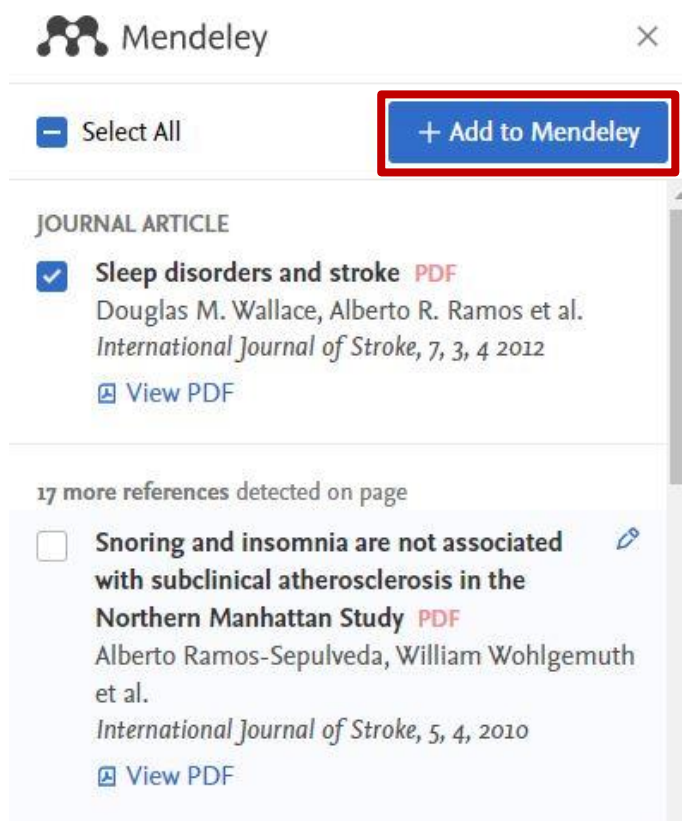 Mendeley
Select All
+ Add to Mendeley
JOURNAL ARTICLE
Sleep disorders and stroke PDF
Douglas M. Wallace, Alberto R. Ramos et al.
International Journal of Stroke, 7, 3, 4 2012
View PDF
17 more references detected on page
Snoring and insomnia are not associated
with subclinical atherosclerosis in the
Northern Manhattan Study PDF
Alberto Ramos-Sepulveda, William Wohlgemuth
et al.
International Journal of Stroke, 5, 4, 2010
View PDF